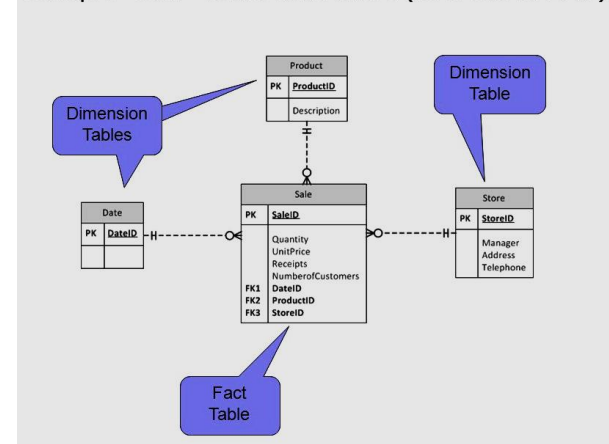 Product
PK ProductID
Description
Dimension
Tables
Dimension
Table
Date
PK DateID
Sale
PK SaleID
Quantity
UnitPrice
Receipts
NumberofCustomers
FK1 DateID
FK2 ProductID
FK3 StoreID
Store
PK StoreID
Manager
Address
Telephone
Fact
Table